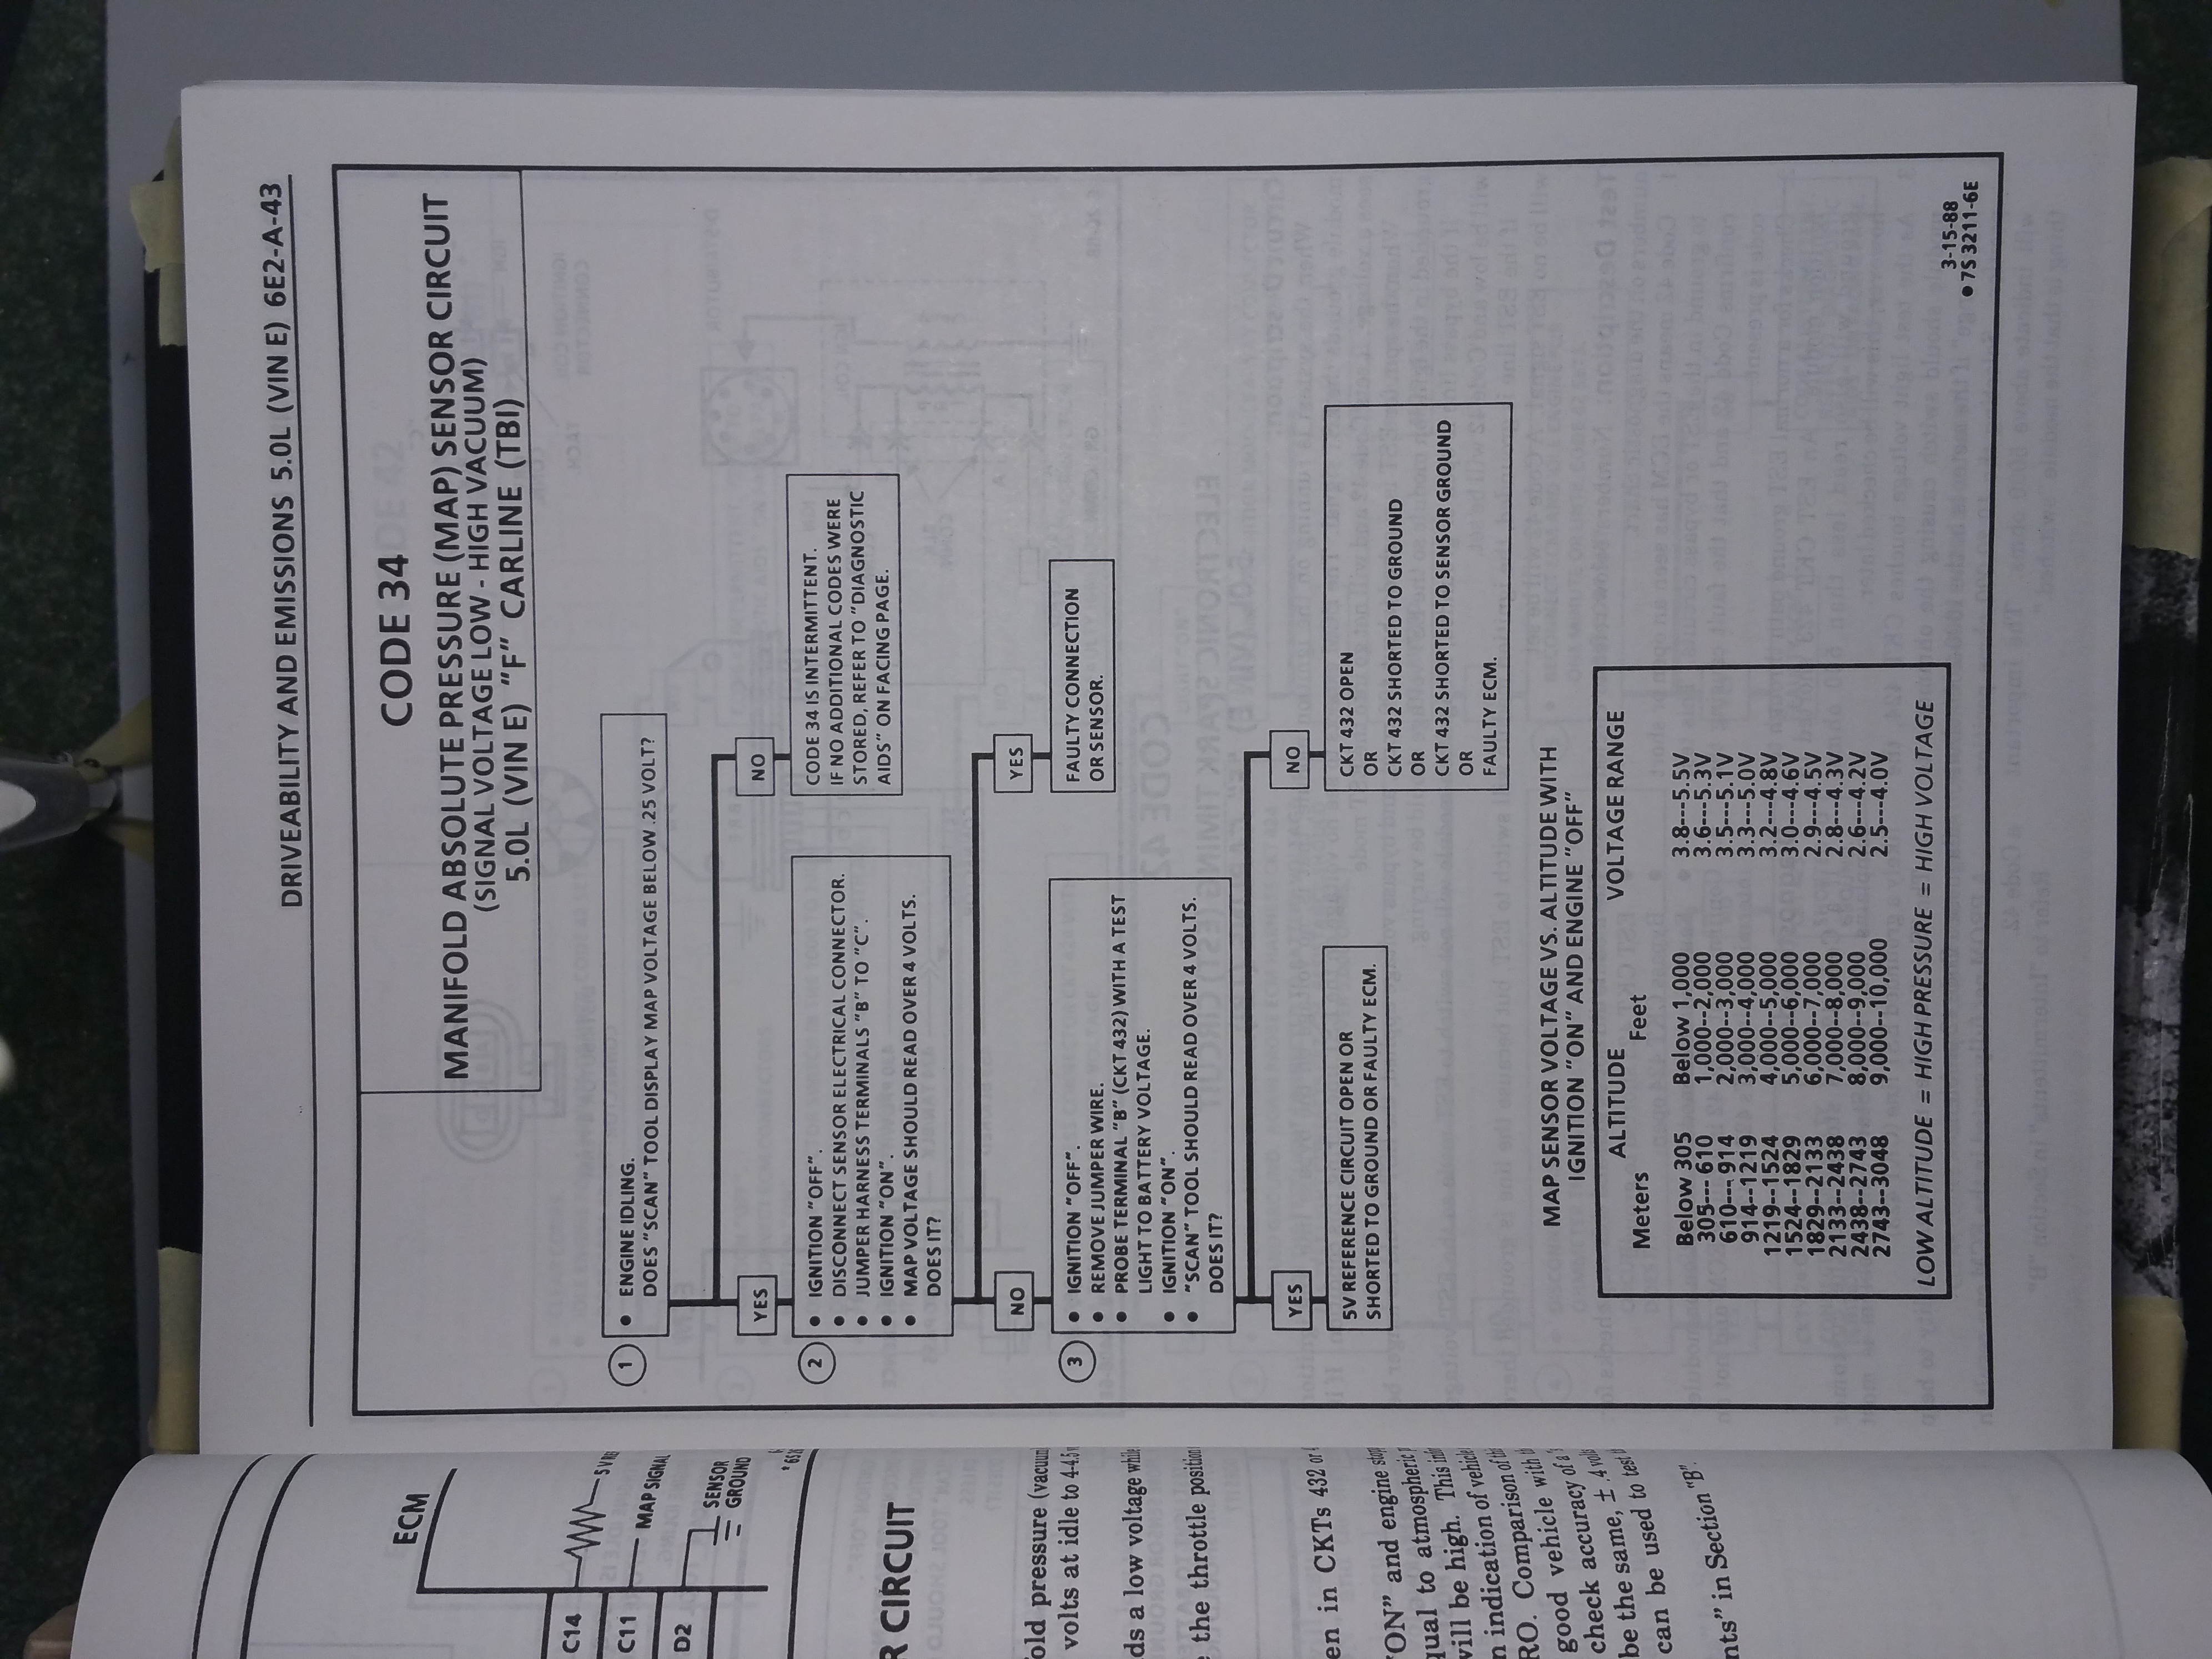 DRIVEABILITY AND EMISSIONS 5.0L (VIN E) 6E2-A-43
CODE 34
MANIFOLD ABSOLUTE PRESSURE (MAP) SENSOR CIRCUIT
(SIGNAL VOLTAGE LOW - HIGH VACUUM)
5.0L (VIN E) "F" CARLINE (TBI)
1
● ENGINE IDLING.
DOES "SCAN" TOOL DISPLAY MAP VOLTAGE BELOW .25 VOLT?
YES
NO
2
● IGNITION "OFF".
● DISCONNECT SENSOR ELECTRICAL CONNECTOR.
● JUMPER HARNESS TERMINALS "B" TO "C".
● IGNITION "ON".
● MAP VOLTAGE SHOULD READ OVER 4 VOLTS.
DOES IT?
CODE 34 IS INTERMITTENT.
IF NO ADDITIONAL CODES WERE
STORED, REFER TO "DIAGNOSTIC
AIDS" ON FACING PAGE.
NO
YES
3
● IGNITION "OFF".
● REMOVE JUMPER WIRE.
● PROBE TERMINAL "B" (CKT 432) WITH A TEST
LIGHT TO BATTERY VOLTAGE.
● IGNITION "ON".
● "SCAN" TOOL SHOULD READ OVER 4 VOLTS.
DOES IT?
FAULTY CONNECTION
OR SENSOR.
YES
NO
5V REFERENCE CIRCUIT OPEN OR
SHORTED TO GROUND OR FAULTY ECM.
CKT 432 OPEN
OR
CKT 432 SHORTED TO GROUND
OR
CKT 432 SHORTED TO SENSOR GROUND
OR
FAULTY ECM.
MAP SENSOR VOLTAGE VS. ALTITUDE WITH
IGNITION "ON" AND ENGINE "OFF"
ALTITUDE VOLTAGE RANGE
Meters Feet
Below 305 Below 1,000 3.8---5.5V
305--- 610 1,000--2,000 3.6---5.3V
610--- 914 2,000--3,000 3.5---5.1V
914--1219 3,000--4,000 3.3---5.0V
1219--1524 4,000--5,000 3.2---4.8V
1524--1829 5,000--6,000 3.0---4.6V
1829--2133 6,000--7,000 2.9---4.5V
2133--2438 7,000--8,000 2.8---4.3V
2438--2743 8,000--9,000 2.6---4.2V
2743--3048 9,000--10,000 2.5---4.0V
LOW ALTITUDE = HIGH PRESSURE = HIGH VOLTAGE
3-15-88
● 7S 3211-6E
ECM
C14
5 V
C11
MAP SIGNAL
D2
SENSOR
GROUND
R CIRCUIT
old pressure (vacuum
volts at idle to 4-4.5
ds a low voltage while
the throttle position
en in CKTs 432 or
"ON" and engine
qual to atmospheric
will be high. This
n indication of vehicle
RO. Comparison of
good vehicle with
check accuracy of a
be the same, ± .4 volt
can be used to test
nts" in Section "B".